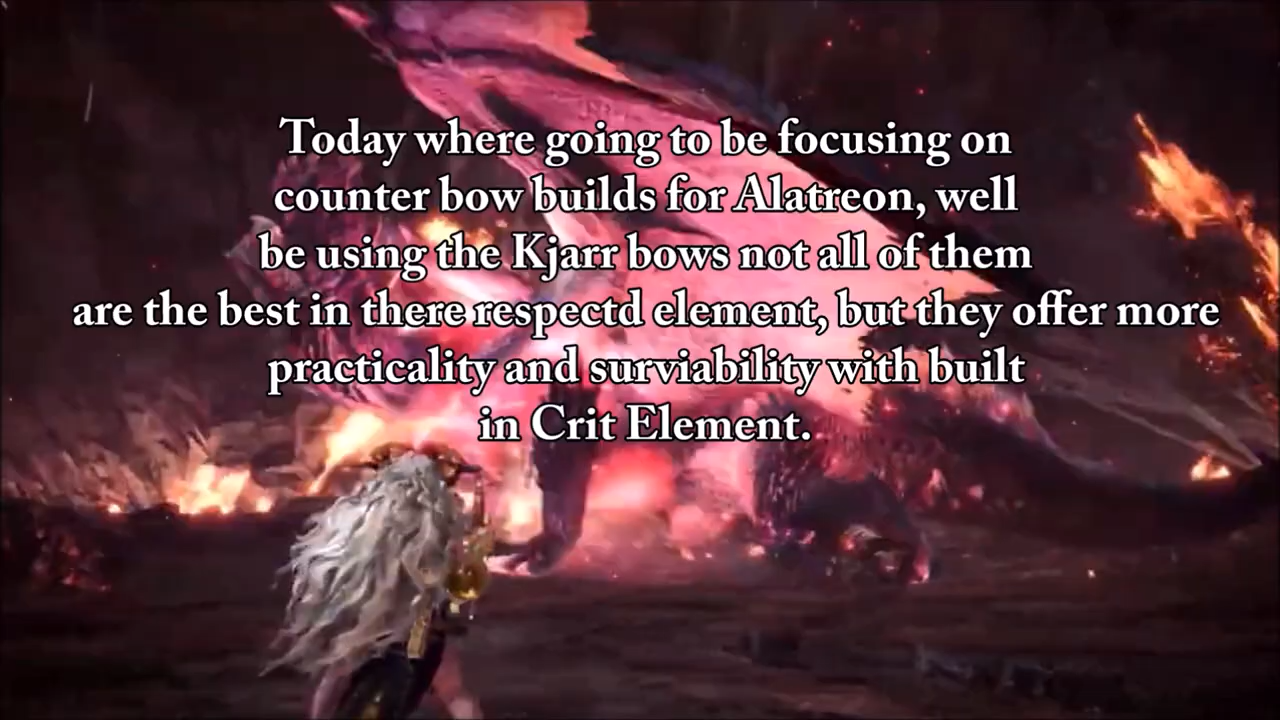 Today where going to be focusing on
counter bow builds for Alatreon, well
be using the Kjarr bows not all of them
are the best in there respectd element, but they offer more
practicality and surviability with built
in Crit Element.